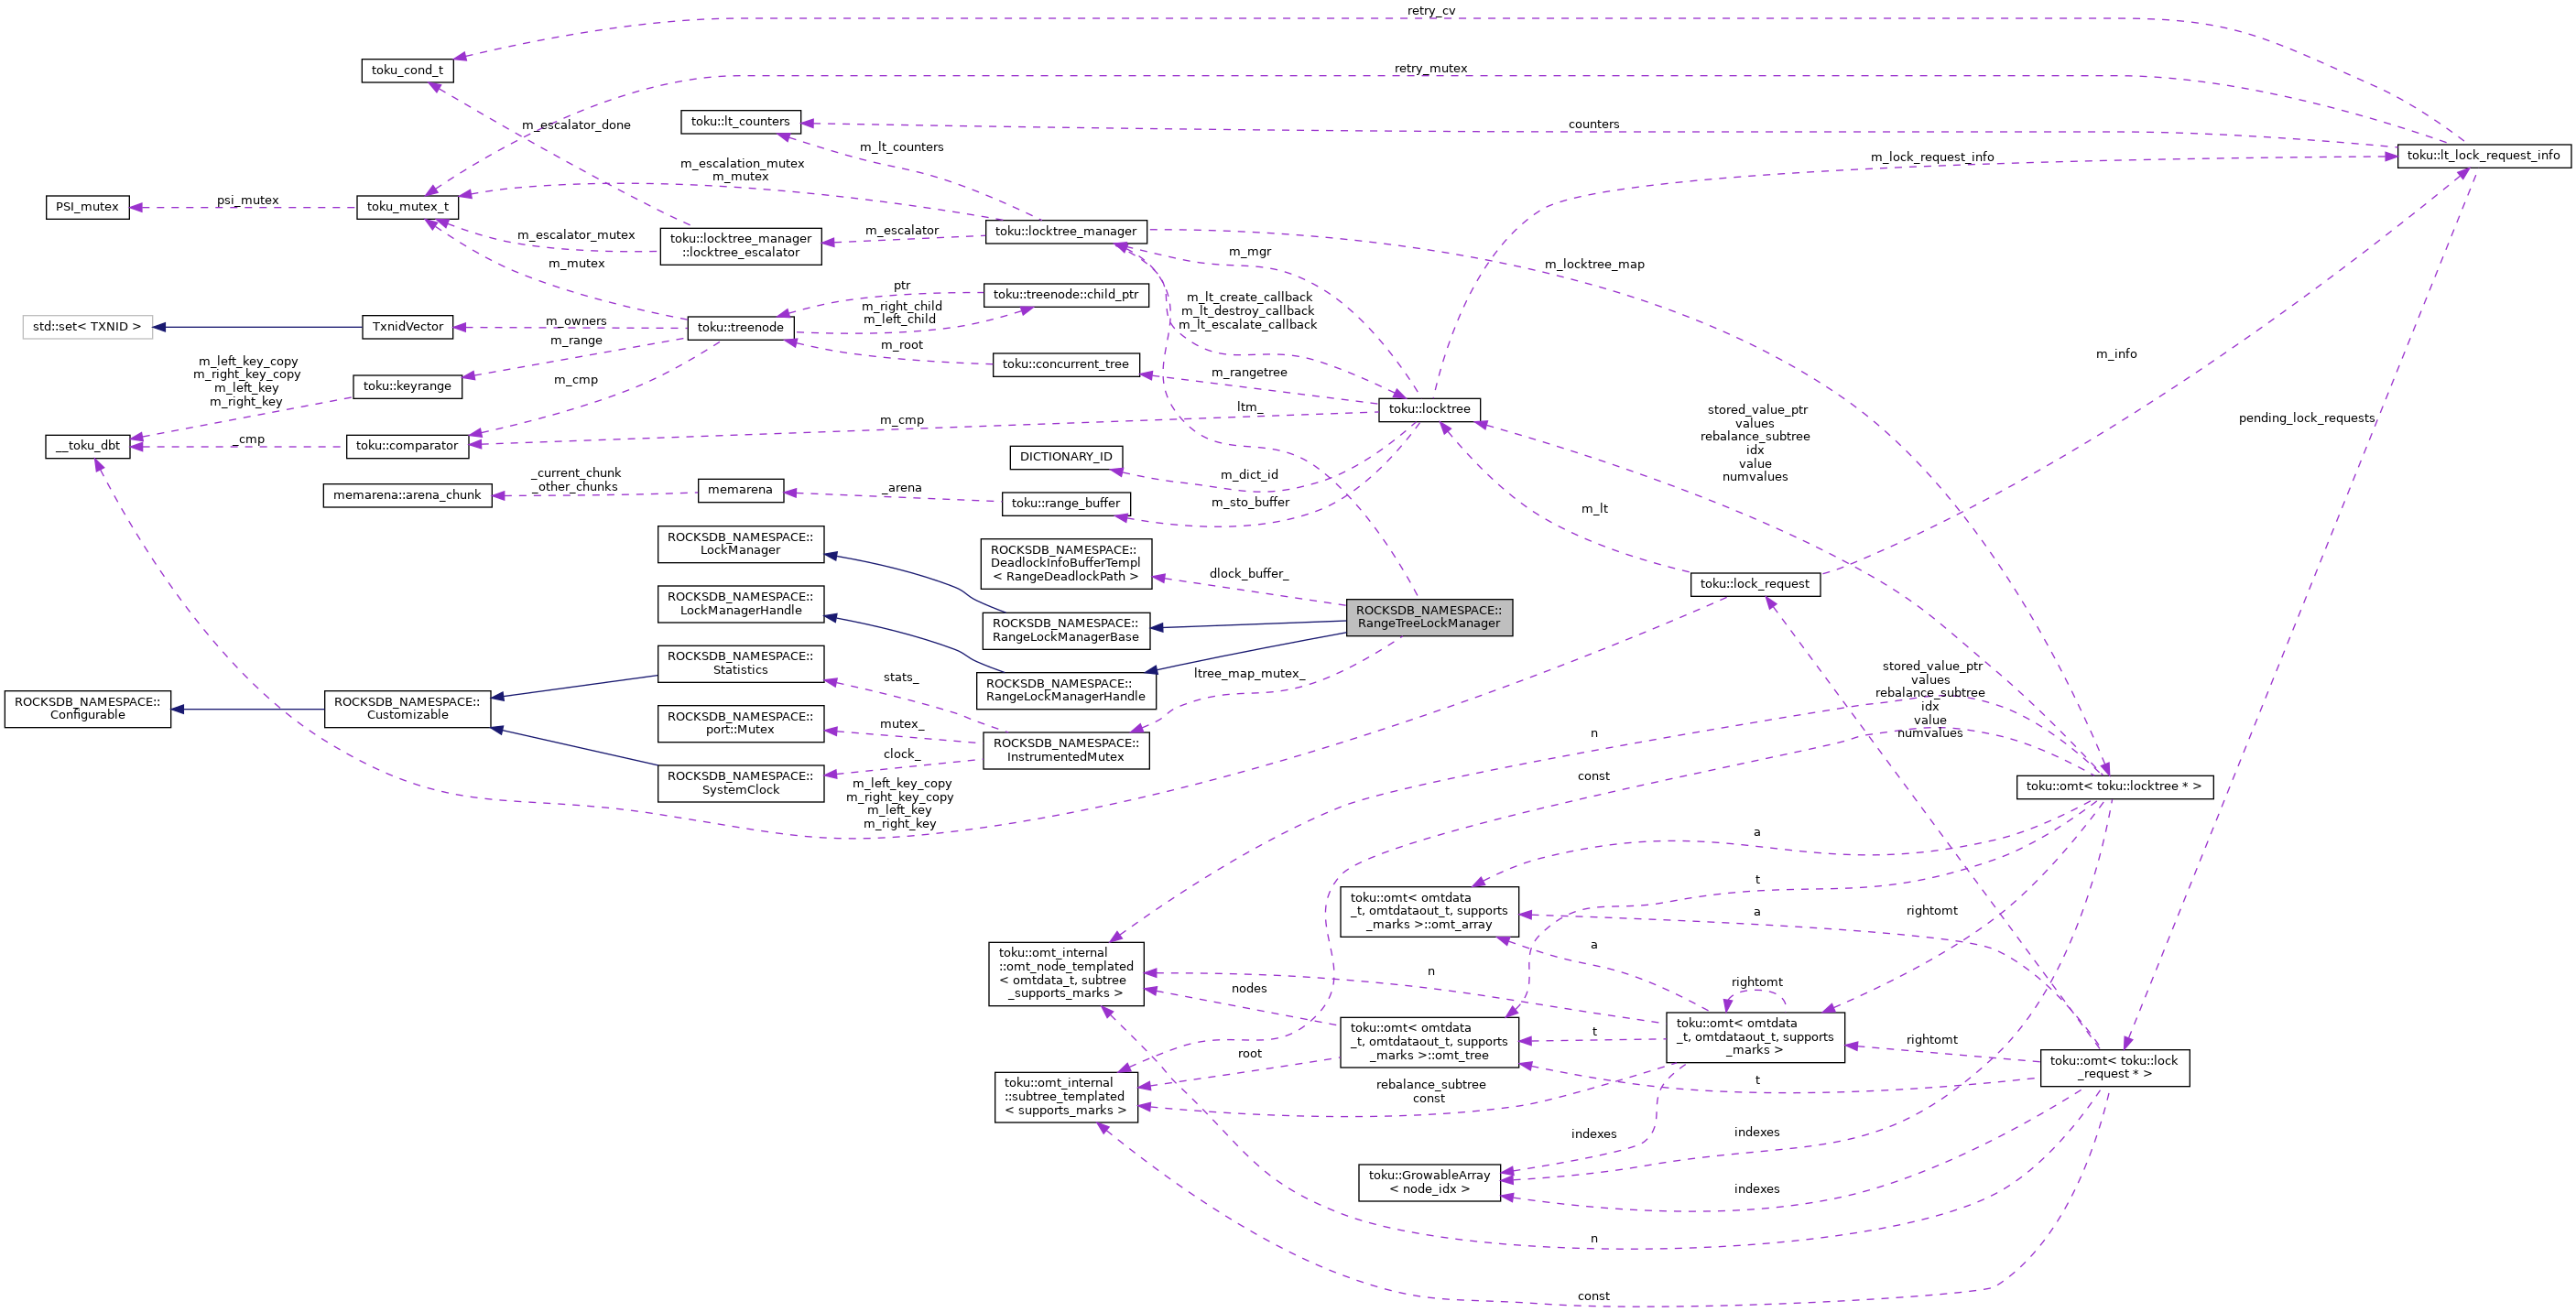 retry_cv
toku_cond_t
retry_mutex
toku::lt_counters
counters
m_escalator_done
m_lt_counters
m_lock_request_info
toku::lt_lock_request_info
m_escalation_mutex
m_mutex
PSI_mutex
psi_mutex
toku_mutex_t
m_escalator_mutex
toku::locktree_manager
::locktree_escalator
m_escalator
toku::locktree_manager
m_mgr
m_locktree_map
m_mutex
ptr
toku::treenode::child_ptr
m_right_child
m_left_child
m_lt_create_callback
m_lt_destroy_callback
m_lt_escalate_callback
std::set< TXNID >
TxnidVector
m_owners
toku::treenode
m_range
m_root
toku::concurrent_tree
m_rangetree
m_info
m_left_key_copy
m_right_key_copy
m_left_key
m_right_key
toku::keyrange
m_cmp
ltm_
toku::locktree
m_cmp
stored_value_ptr
values
rebalance_subtree
idx
value
numvalues
pending_lock_requests
__toku_dbt
_cmp
toku::comparator
DICTIONARY_ID
m_dict_id
memarena::arena_chunk
_current_chunk
_other_chunks
memarena
_arena
toku::range_buffer
m_sto_buffer
m_lt
ROCKSDB_NAMESPACE::
LockManager
ROCKSDB_NAMESPACE::
DeadlockInfoBufferTempl
< RangeDeadlockPath >
dlock_buffer_
toku::lock_request
ROCKSDB_NAMESPACE::
LockManagerHandle
ROCKSDB_NAMESPACE::
RangeLockManagerBase
ROCKSDB_NAMESPACE::
RangeTreeLockManager
ROCKSDB_NAMESPACE::
Statistics
stats_
ROCKSDB_NAMESPACE::
RangeLockManagerHandle
ltree_map_mutex_
stored_value_ptr
values
rebalance_subtree
idx
value
numvalues
ROCKSDB_NAMESPACE::
Configurable
ROCKSDB_NAMESPACE::
Customizable
ROCKSDB_NAMESPACE::
port::Mutex
mutex_
ROCKSDB_NAMESPACE::
InstrumentedMutex
n
clock_
ROCKSDB_NAMESPACE::
SystemClock
const
toku::omt< toku::locktree * >
m_left_key_copy
m_right_key_copy
m_left_key
m_right_key
a
t
toku::omt< omtdata
_t, omtdataout_t, supports
_marks >::omt_array
a
rightomt
a
toku::omt_internal
::omt_node_templated
< omtdata_t, subtree
_supports_marks >
n
nodes
rightomt
toku::omt< omtdata
_t, omtdataout_t, supports
_marks >::omt_tree
t
toku::omt< omtdata
_t, omtdataout_t, supports
_marks >
rightomt
toku::omt< toku::lock
_request * >
root
t
toku::omt_internal
::subtree_templated
< supports_marks >
rebalance_subtree
const
indexes
indexes
toku::GrowableArray
< node_idx >
indexes
n
const